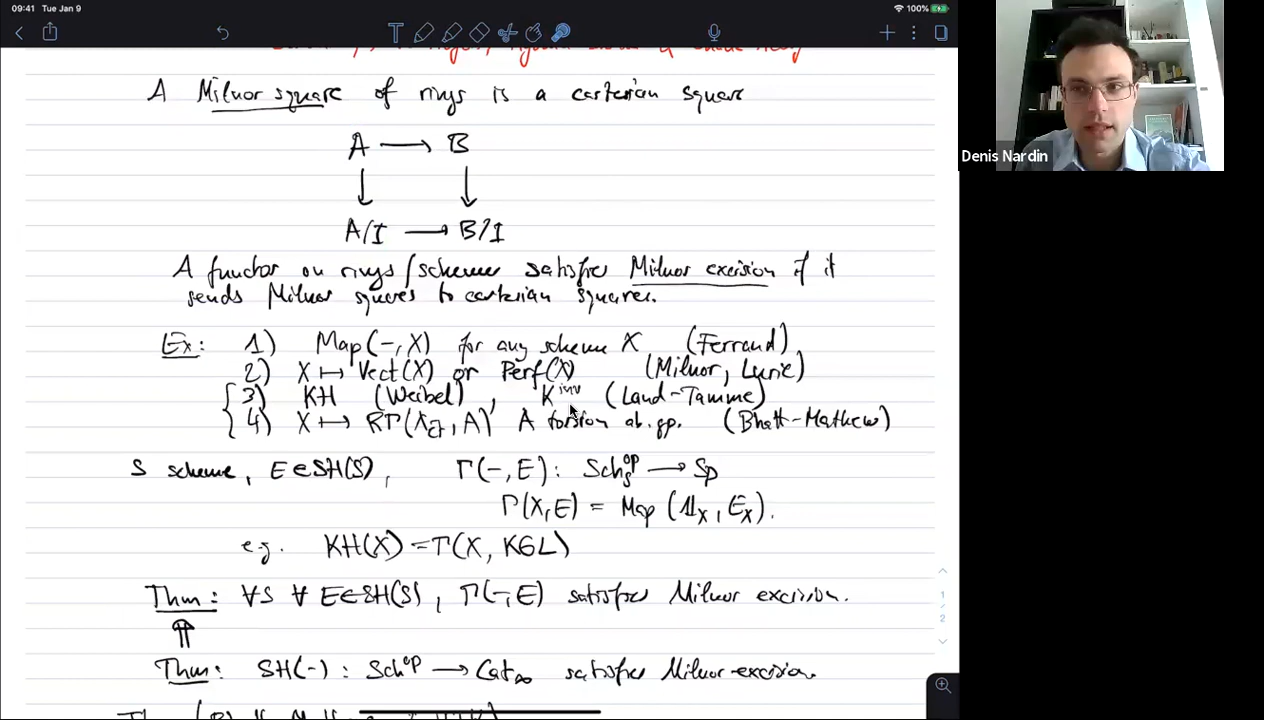 09:41 Tue Jan 9
100%
A Milnor square of rings is a cartesian square
A ⟶ B
↓ ↓
A/I ⟶ B/I
A functor on rings/schemes satisfies Milnor excision if it
sends Milnor squares to cartesian squares.
Ex: 1) Map(-, X) for any scheme X (Ferrand)
2) X ↦ Vect(X) or Perf(X) (Milnor, Lurie)
3) KH (Weibel), K^inv (Land-Tamme)
4) X ↦ RΓ(X_ét, A) A torsion ab. gp. (Bhatt-Mathew)
S scheme, E∈SH(S), Γ(-,E): Sch_S^op ⟶ Sp
Γ(X,E) = Map(𝟙_X, E_X).
e.g. KH(X) = Γ(X, KGL)
Thm: ∀S ∀ E∈SH(S), Γ(-,E) satisfies Milnor excision.
⇑
Thm: SH(-): Sch^op ⟶ Cat_∞ satisfies Milnor excision.
Denis Nardin
1
2